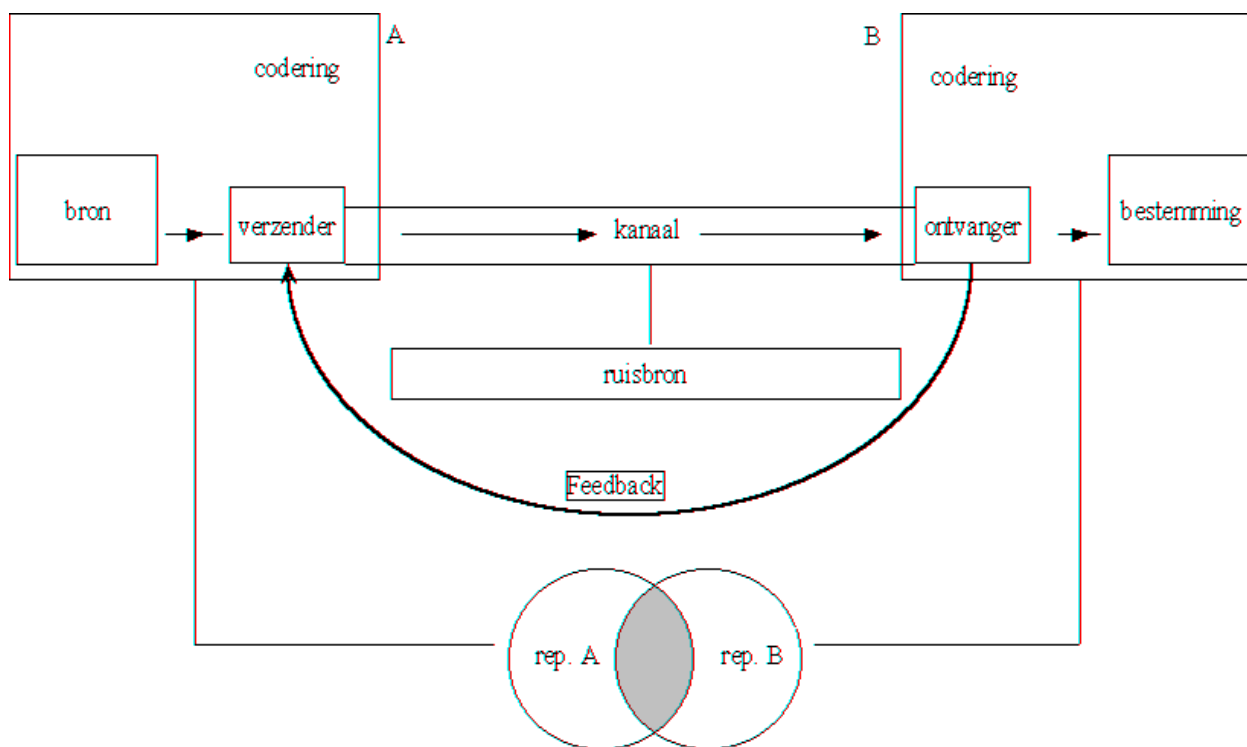 A
B
codering
codering
bron
verzender
kanaal
ontvanger
bestemming
ruisbron
Feedback
rep. A
rep. B